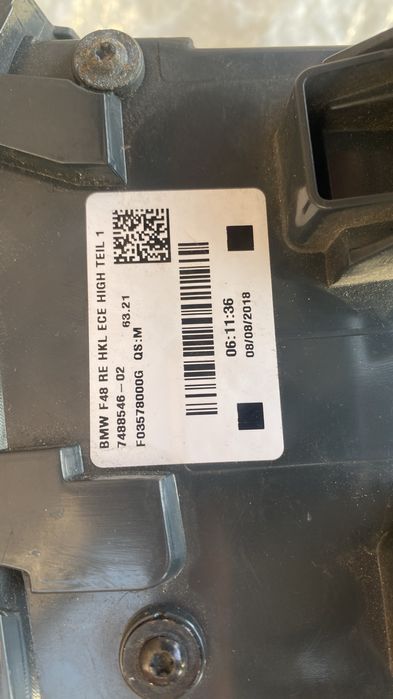 BMW F48 RE HKL ECE HIGH TEIL 1
7488546-02 63.21
F03578000G QS:M
06:11:36
08/08/2018